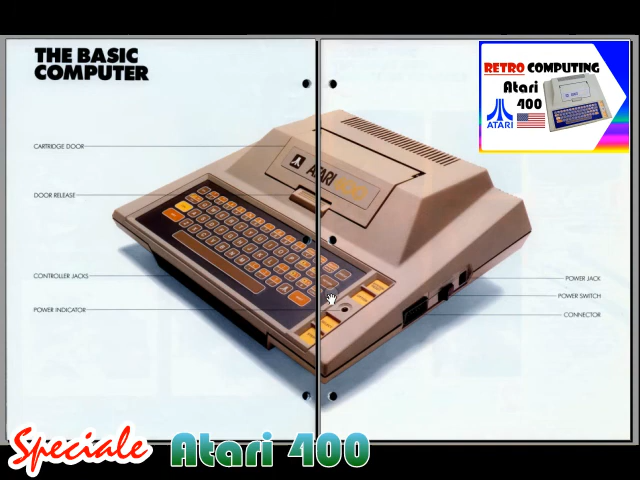 THE BASIC
COMPUTER
RETRO COMPUTING
Atari
400
ATARI
CARTRIDGE DOOR
ATARI 400
DOOR RELEASE
CONTROLLER JACKS
POWER INDICATOR
POWER JACK
POWER SWITCH
CONNECTOR
Speciale Atari 400